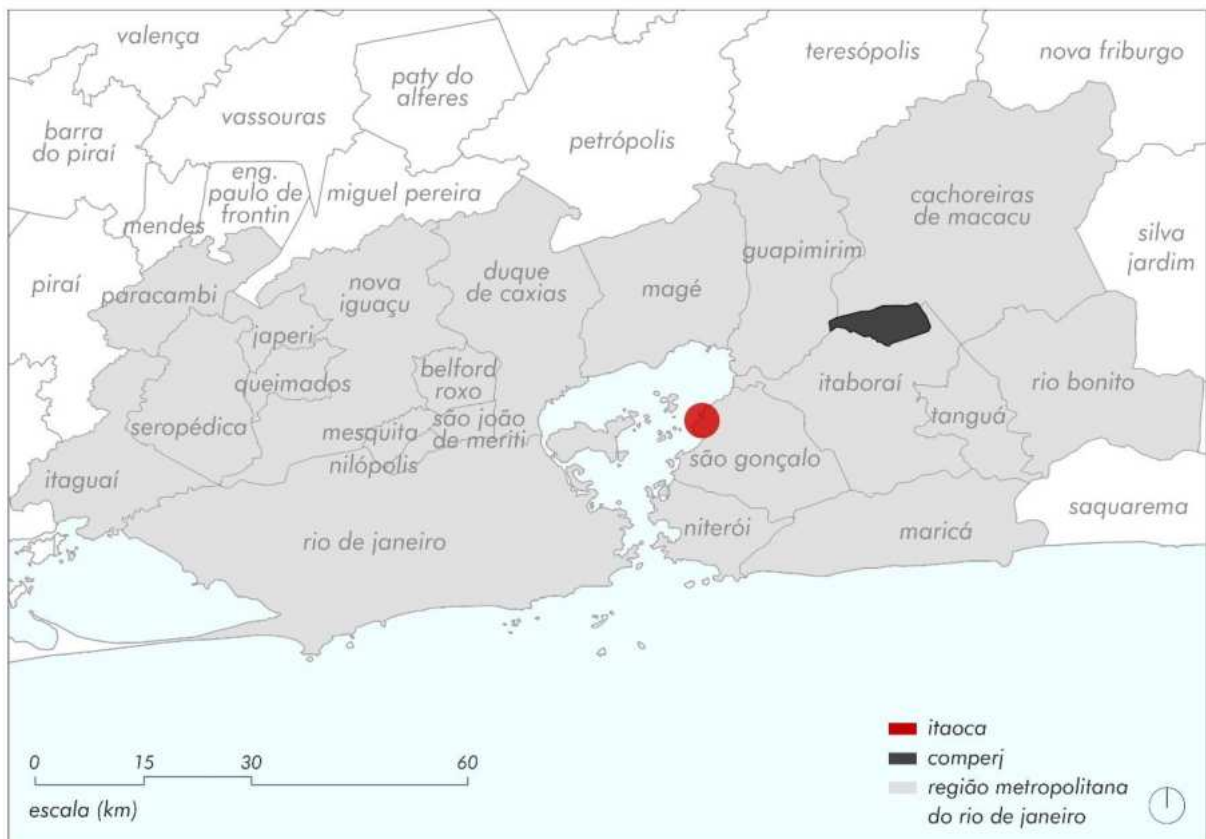 valença
teresópolis
nova friburgo
paty do
alferes
vassouras
barra
do piraí
petrópolis
eng.
paulo de
frontin
miguel pereira
mendes
cachoreiras
de macacu
silva
jardim
guapimirim
piraí
paracambi
nova
iguaçu
duque
de caxias
magé
japeri
queimados
belford
roxo
itaboraí
rio bonito
tanguá
seropédica
mesquita
são joão
de meriti
nilópolis
são gonçalo
itaguaí
saquarema
rio de janeiro
niterói
maricá
itaoca
comperj
região metropolitana
do rio de janeiro
0 15 30 60
escala (km)